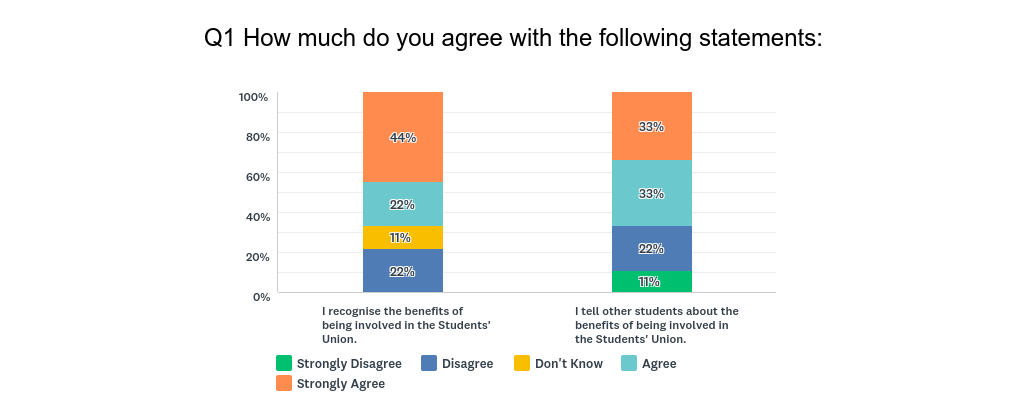 Q1 How much do you agree with the following statements:
100%
80%
60%
40%
20%
0%
44%
22%
11%
22%
33%
33%
22%
11%
I recognise the benefits of
being involved in the Students'
Union.
I tell other students about the
benefits of being involved in
the Students' Union.
Strongly Disagree Disagree Don't Know Agree
Strongly Agree